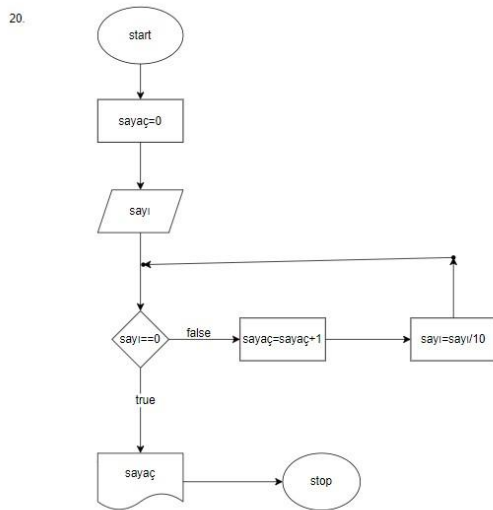 20.
start
sayaç=0
sayı
sayı==0
false
sayaç=sayaç+1
sayı=sayı/10
true
sayaç
stop